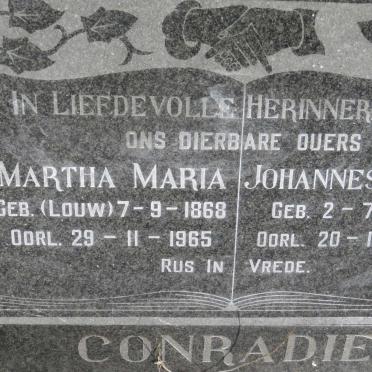 IN LIEFDEVOLLE HERINNER
ONS DIERBARE OUERS
MARTHA MARIA JOHANNES
GEB. (LOUW) 7-9-1868 GEB. 2-7
OORL. 29-11-1965 OORL. 20-1
RUS IN VREDE.
CONRADIE